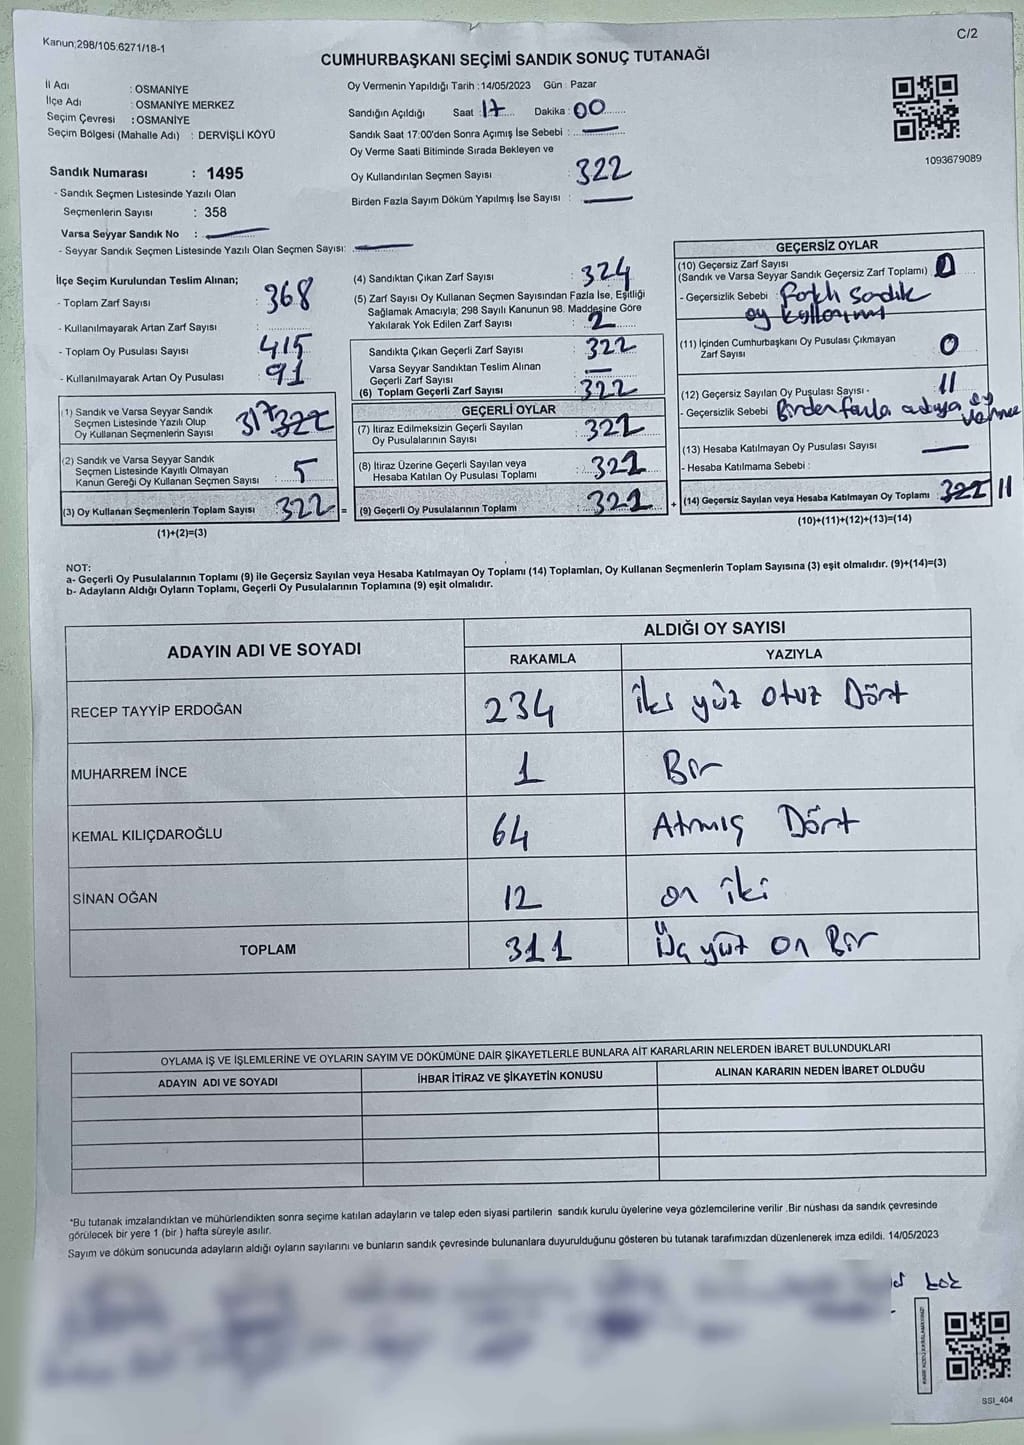 Kanun;298/105.6271/18-1
C/2
CUMHURBAŞKANI SEÇİMİ SANDIK SONUÇ TUTANAĞI
İl Adı : OSMANİYE
İlçe Adı : OSMANİYE MERKEZ
Seçim Çevresi : OSMANİYE
Seçim Bölgesi (Mahalle Adı) : DERVİŞLİ KÖYÜ
Oy Vermenin Yapıldığı Tarih : 14/05/2023 Gün : Pazar
Sandığın Açıldığı Saat : 17 Dakika : 00
Sandık Saat 17:00'den Sonra Açımış İse Sebebi :
Oy Verme Saati Bitiminde Sırada Bekleyen ve
Oy Kullandırılan Seçmen Sayısı : 322
Birden Fazla Sayım Döküm Yapılmış İse Sayısı :
1093679089
Sandık Numarası : 1495
- Sandık Seçmen Listesinde Yazılı Olan
Seçmenlerin Sayısı : 358
Varsa Seyyar Sandık No :
- Seyyar Sandık Seçmen Listesinde Yazılı Olan Seçmen Sayısı:
İlçe Seçim Kurulundan Teslim Alınan;
- Toplam Zarf Sayısı : 368
- Kullanılmayarak Artan Zarf Sayısı :
- Toplam Oy Pusulası Sayısı : 415
- Kullanılmayarak Artan Oy Pusulası : 91
(1) Sandık ve Varsa Seyyar Sandık
Seçmen Listesinde Yazılı Olup
Oy Kullanan Seçmenlerin Sayısı 317 322
(2) Sandık ve Varsa Seyyar Sandık
Seçmen Listesinde Kayıtlı Olmayan
Kanun Gereği Oy Kullanan Seçmen Sayısı : 5
(3) Oy Kullanan Seçmenlerin Toplam Sayısı 322 =
(1)+(2)=(3)
(4) Sandıktan Çıkan Zarf Sayısı : 324
(5) Zarf Sayısı Oy Kullanan Seçmen Sayısından Fazla İse, Eşitliği
Sağlamak Amacıyla; 298 Sayılı Kanunun 98. Maddesine Göre
Yakılarak Yok Edilen Zarf Sayısı : 2
Sandıkta Çıkan Geçerli Zarf Sayısı : 322
Varsa Seyyar Sandıktan Teslim Alınan
Geçerli Zarf Sayısı :
(6) Toplam Geçerli Zarf Sayısı : 322
GEÇERLİ OYLAR
(7) İtiraz Edilmeksizin Geçerli Sayılan
Oy Pusulalarının Sayısı : 322
(8) İtiraz Üzerine Geçerli Sayılan veya
Hesaba Katılan Oy Pusulası Toplamı : 322
(9) Geçerli Oy Pusulalarının Toplamı : 322 +
GEÇERSİZ OYLAR
(10) Geçersiz Zarf Sayısı
(Sandık ve Varsa Seyyar Sandık Geçersiz Zarf Toplamı) : 0
- Geçersizlik Sebebi : Farklı sandık
oy kullanımı
(11) İçinden Cumhurbaşkanı Oy Pusulası Çıkmayan
Zarf Sayısı 0
(12) Geçersiz Sayılan Oy Pusulası Sayısı - 11
- Geçersizlik Sebebi Birden fazla adaya oy
verme
(13) Hesaba Katılmayan Oy Pusulası Sayısı
- Hesaba Katılmama Sebebi :
(14) Geçersiz Sayılan veya Hesaba Katılmayan Oy Toplamı 322 11
(10)+(11)+(12)+(13)=(14)
NOT:
a- Geçerli Oy Pusulalarının Toplamı (9) ile Geçersiz Sayılan veya Hesaba Katılmayan Oy Toplamı (14) Toplamları, Oy Kullanan Seçmenlerin Toplam Sayısına (3) eşit olmalıdır. (9)+(14)=(3)
b- Adayların Aldığı Oyların Toplamı, Geçerli Oy Pusulalarının Toplamına (9) eşit olmalıdır.
ADAYIN ADI VE SOYADI
ALDIĞI OY SAYISI
RAKAMLA YAZIYLA
RECEP TAYYİP ERDOĞAN 234 iki yüz otuz Dört
MUHARREM İNCE 1 Bir
KEMAL KILIÇDAROĞLU 64 Atmış Dört
SİNAN OĞAN 12 on iki
TOPLAM 311 Üç yüz on Bir
OYLAMA İŞ VE İŞLEMLERİNE VE OYLARIN SAYIM VE DÖKÜMÜNE DAİR ŞİKAYETLERLE BUNLARA AİT KARARLARIN NELERDEN İBARET BULUNDUKLARI
ADAYIN ADI VE SOYADI İHBAR İTİRAZ VE ŞİKAYETİN KONUSU ALINAN KARARIN NEDEN İBARET OLDUĞU
*Bu tutanak imzalandıktan ve mühürlendikten sonra seçime katılan adayların ve talep eden siyasi partilerin sandık kurulu üyelerine veya gözlemcilerine verilir .Bir nüshası da sandık çevresinde
görülecek bir yere 1 (bir ) hafta süreyle asılır.
Sayım ve döküm sonucunda adayların aldığı oyların sayılarını ve bunların sandık çevresinde bulunanlara duyurulduğunu gösteren bu tutanak tarafımızdan düzenlenerek imza edildi. 14/05/2023
SSI_404